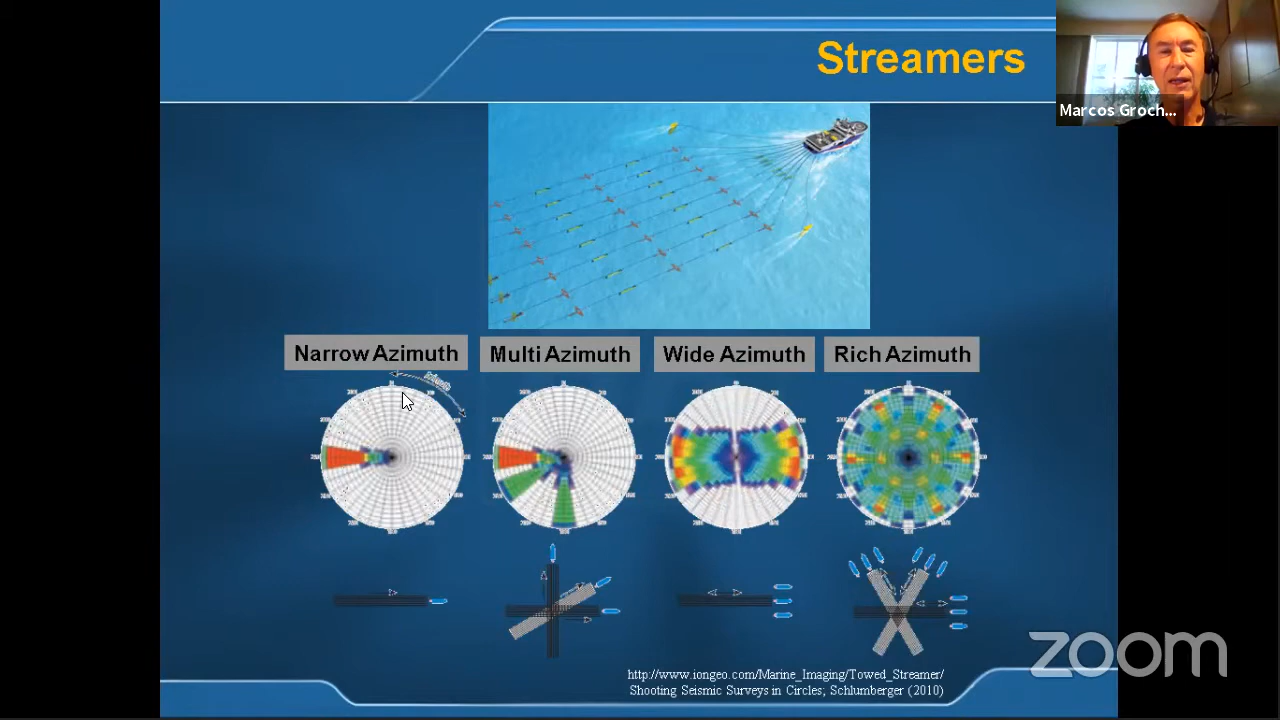 Streamers
Marcos Groch...
Narrow Azimuth
Multi Azimuth
Wide Azimuth
Rich Azimuth
http://www.iongeo.com/Marine_Imaging/Towed_Streamer/
Shooting Seismic Surveys in Circles; Schlumberger (2010)
zoom